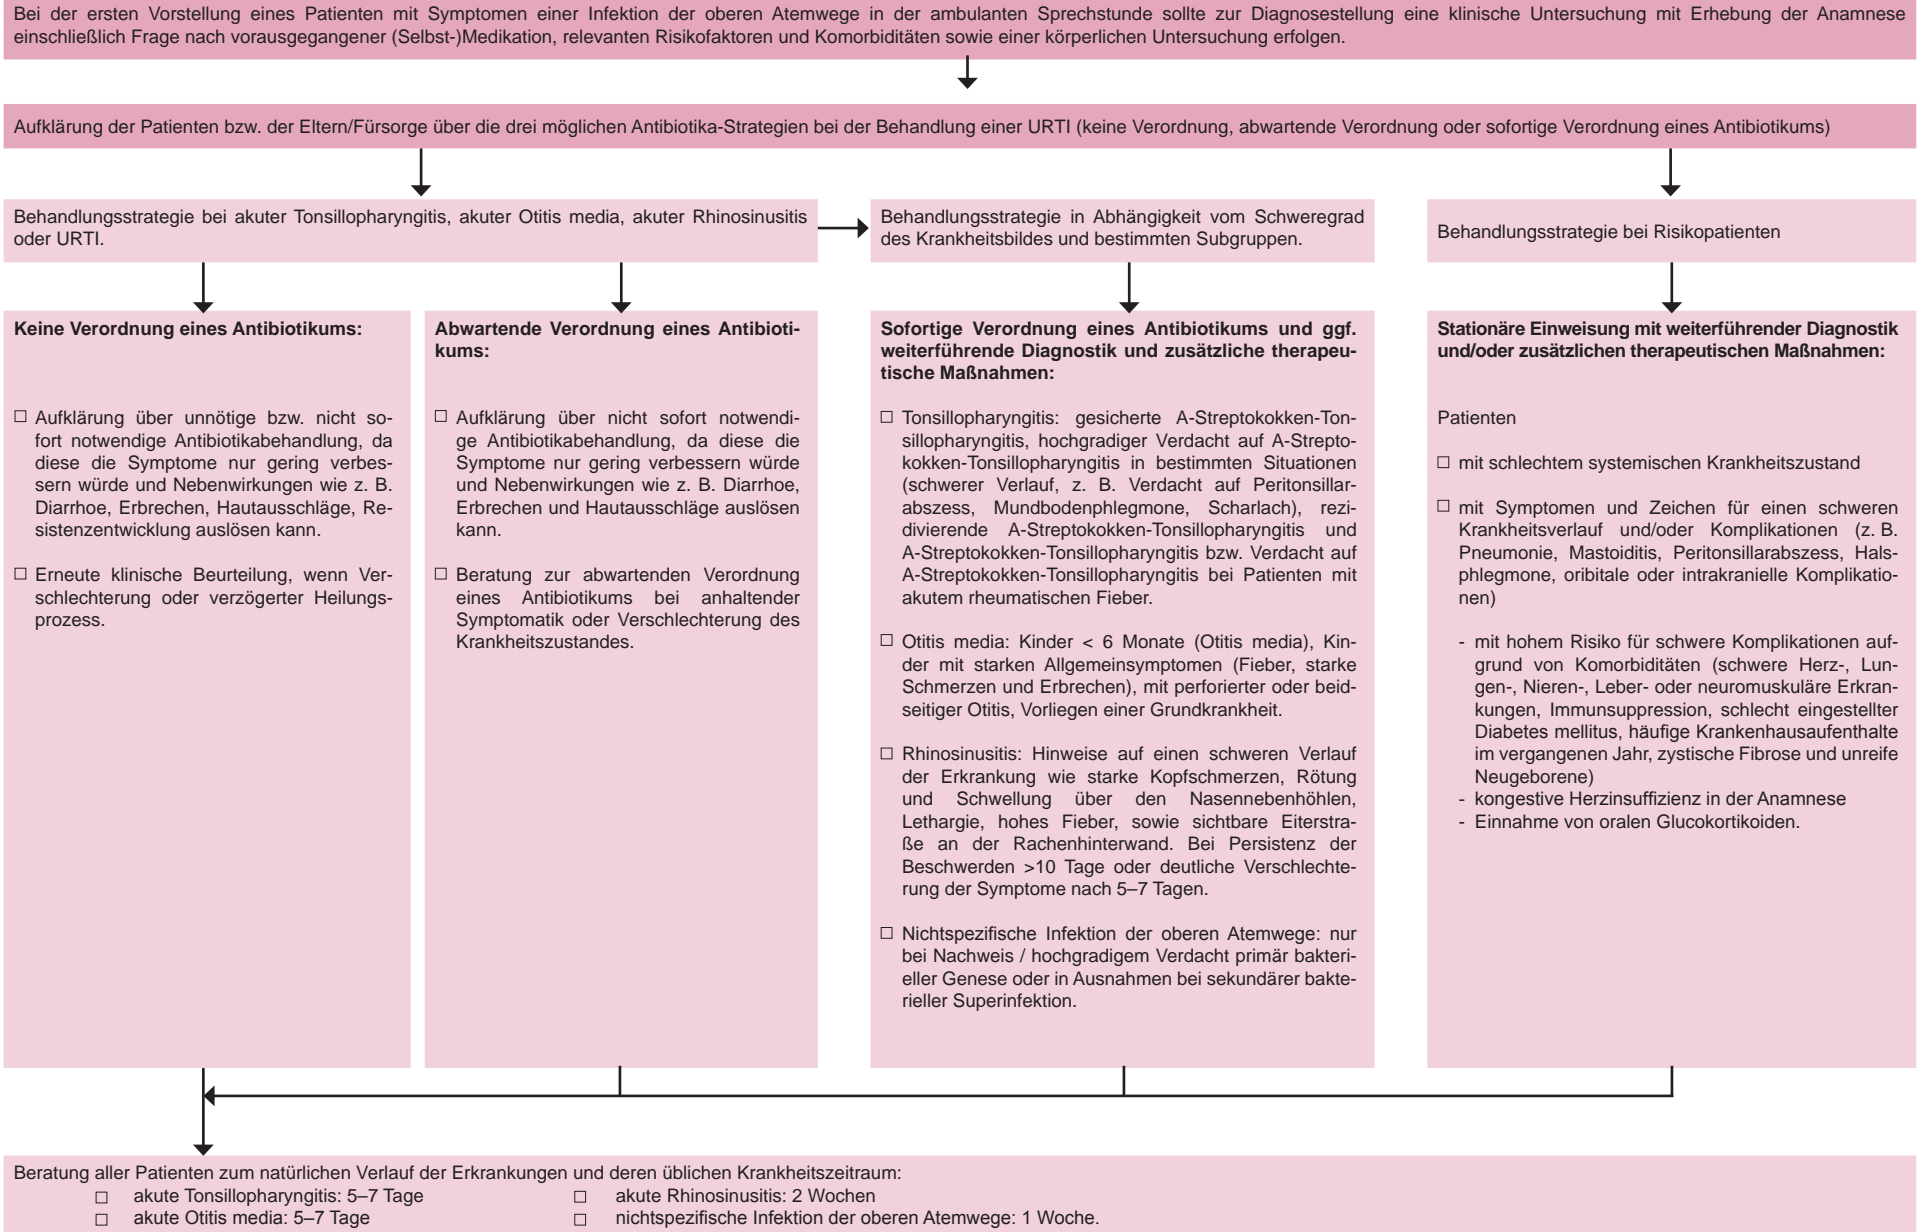 Bei der ersten Vorstellung eines Patienten mit Symptomen einer Infektion der oberen Atemwege in der ambulanten Sprechstunde sollte zur Diagnosestellung eine klinische Untersuchung mit Erhebung der Anamnese
einschließlich Frage nach vorausgegangener (Selbst-)Medikation, relevanten Risikofaktoren und Komorbiditäten sowie einer körperlichen Untersuchung erfolgen.
Aufklärung der Patienten bzw. der Eltern/Fürsorge über die drei möglichen Antibiotika-Strategien bei der Behandlung einer URTI (keine Verordnung, abwartende Verordnung oder sofortige Verordnung eines Antibiotikums)
Behandlungsstrategie bei akuter Tonsillopharyngitis, akuter Otitis media, akuter Rhinosinusitis
oder URTI.
Behandlungsstrategie in Abhängigkeit vom Schweregrad
des Krankheitsbildes und bestimmten Subgruppen.
Behandlungsstrategie bei Risikopatienten
Keine Verordnung eines Antibiotikums:
☐ Aufklärung über unnötige bzw. nicht so-
fort notwendige Antibiotikabehandlung, da
diese die Symptome nur gering verbes-
sern würde und Nebenwirkungen wie z. B.
Diarrhoe, Erbrechen, Hautausschläge, Re-
sistenzentwicklung auslösen kann.
☐ Erneute klinische Beurteilung, wenn Ver-
schlechterung oder verzögerter Heilungs-
prozess.
Abwartende Verordnung eines Antibioti-
kums:
☐ Aufklärung über nicht sofort notwendi-
ge Antibiotikabehandlung, da diese die
Symptome nur gering verbessern würde
und Nebenwirkungen wie z. B. Diarrhoe,
Erbrechen und Hautausschläge auslösen
kann.
☐ Beratung zur abwartenden Verordnung
eines Antibiotikums bei anhaltender
Symptomatik oder Verschlechterung des
Krankheitszustandes.
Sofortige Verordnung eines Antibiotikums und ggf.
weiterführende Diagnostik und zusätzliche therapeu-
tische Maßnahmen:
☐ Tonsillopharyngitis: gesicherte A-Streptokokken-Ton-
sillopharyngitis, hochgradiger Verdacht auf A-Strepto-
kokken-Tonsillopharyngitis in bestimmten Situationen
(schwerer Verlauf, z. B. Verdacht auf Peritonsillar-
abszess, Mundbodenphlegmone, Scharlach), rezi-
divierende A-Streptokokken-Tonsillopharyngitis und
A-Streptokokken-Tonsillopharyngitis bzw. Verdacht auf
A-Streptokokken-Tonsillopharyngitis bei Patienten mit
akutem rheumatischen Fieber.
☐ Otitis media: Kinder < 6 Monate (Otitis media), Kin-
der mit starken Allgemeinsymptomen (Fieber, starke
Schmerzen und Erbrechen), mit perforierter oder beid-
seitiger Otitis, Vorliegen einer Grundkrankheit.
☐ Rhinosinusitis: Hinweise auf einen schweren Verlauf
der Erkrankung wie starke Kopfschmerzen, Rötung
und Schwellung über den Nasennebenhöhlen,
Lethargie, hohes Fieber, sowie sichtbare Eiterstra-
ße an der Rachenhinterwand. Bei Persistenz der
Beschwerden >10 Tage oder deutliche Verschlechte-
rung der Symptome nach 5–7 Tagen.
☐ Nichtspezifische Infektion der oberen Atemwege: nur
bei Nachweis / hochgradigem Verdacht primär bakteri-
eller Genese oder in Ausnahmen bei sekundärer bakte-
rieller Superinfektion.
Stationäre Einweisung mit weiterführender Diagnostik
und/oder zusätzlichen therapeutischen Maßnahmen:
Patienten
☐ mit schlechtem systemischen Krankheitszustand
☐ mit Symptomen und Zeichen für einen schweren
Krankheitsverlauf und/oder Komplikationen (z. B.
Pneumonie, Mastoiditis, Peritonsillarabszess, Hals-
phlegmone, oribitale oder intrakranielle Komplikatio-
nen)
- mit hohem Risiko für schwere Komplikationen auf-
grund von Komorbiditäten (schwere Herz-, Lun-
gen-, Nieren-, Leber- oder neuromuskuläre Erkran-
kungen, Immunsuppression, schlecht eingestellter
Diabetes mellitus, häufige Krankenhausaufenthalte
im vergangenen Jahr, zystische Fibrose und unreife
Neugeborene)
- kongestive Herzinsuffizienz in der Anamnese
- Einnahme von oralen Glucokortikoiden.
Beratung aller Patienten zum natürlichen Verlauf der Erkrankungen und deren üblichen Krankheitszeitraum:
☐ akute Tonsillopharyngitis: 5–7 Tage ☐ akute Rhinosinusitis: 2 Wochen
☐ akute Otitis media: 5–7 Tage ☐ nichtspezifische Infektion der oberen Atemwege: 1 Woche.